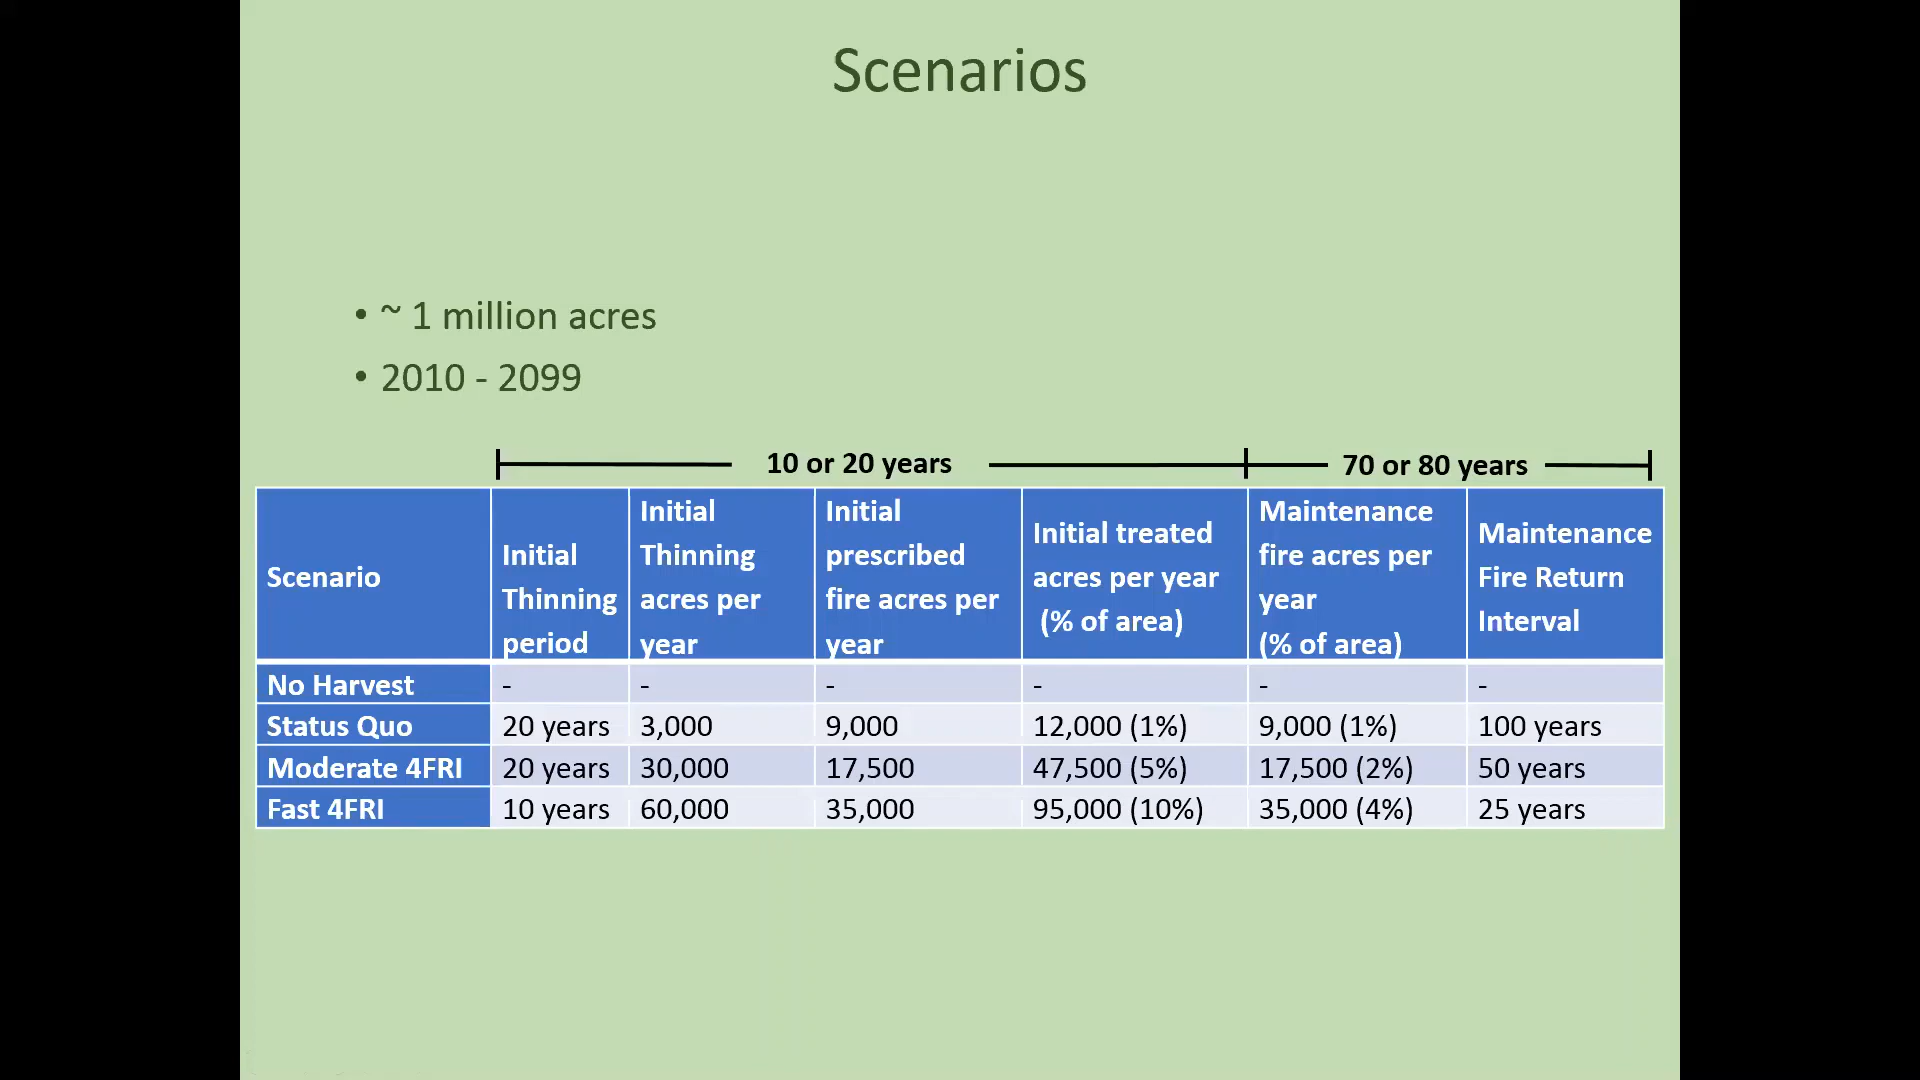 Scenarios
• ~ 1 million acres
• 2010 - 2099
10 or 20 years 70 or 80 years
Scenario
Initial
Thinning
period
Initial
Thinning
acres per
year
Initial
prescribed
fire acres per
year
Initial treated
acres per year
(% of area)
Maintenance
fire acres per
year
(% of area)
Maintenance
Fire Return
Interval
No Harvest - - - - - -
Status Quo 20 years 3,000 9,000 12,000 (1%) 9,000 (1%) 100 years
Moderate 4FRI 20 years 30,000 17,500 47,500 (5%) 17,500 (2%) 50 years
Fast 4FRI 10 years 60,000 35,000 95,000 (10%) 35,000 (4%) 25 years